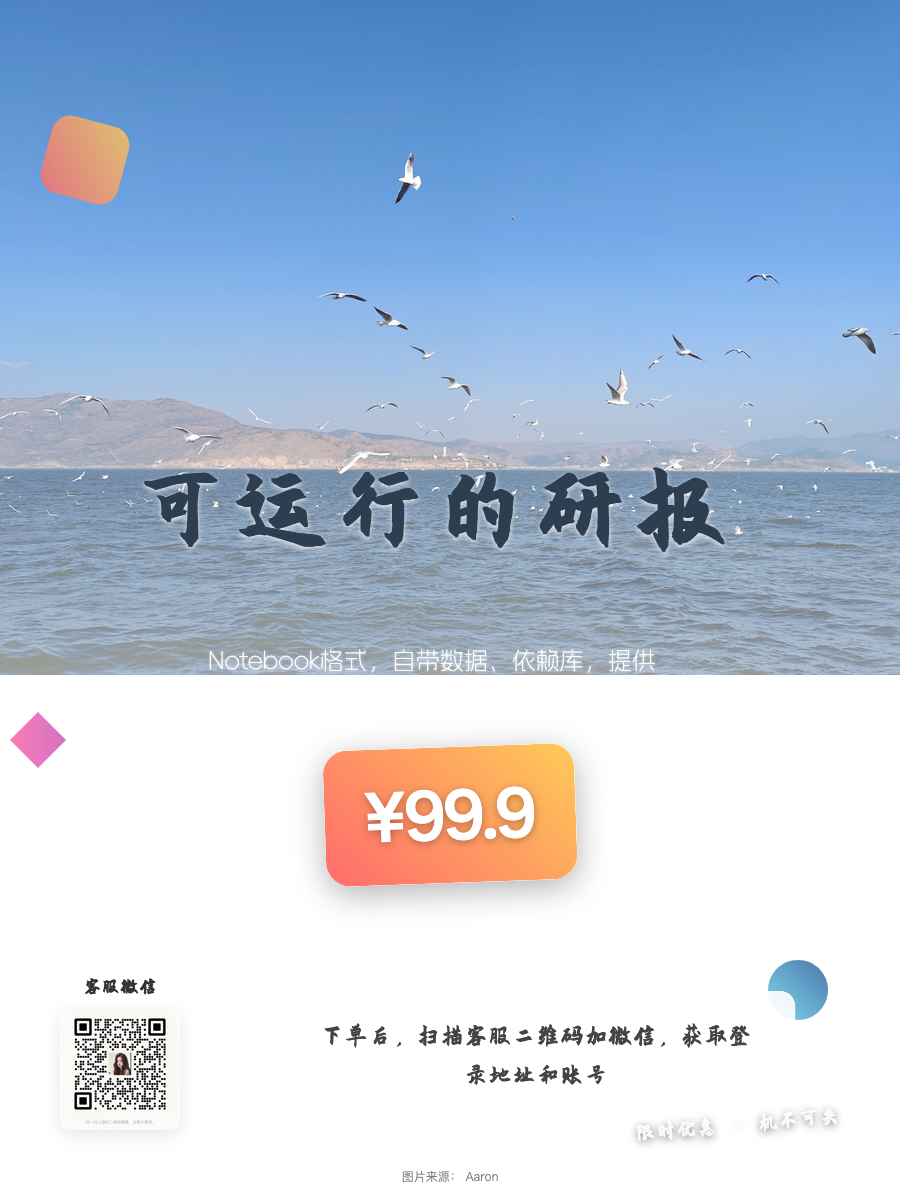 可运行的研报
Notebook格式，自带数据、依赖库，提供
¥99.9
客服微信
下单后，扫描客服二维码加微信，获取登
录地址和账号
限时优惠 · 机不可失
图片来源： Aaron